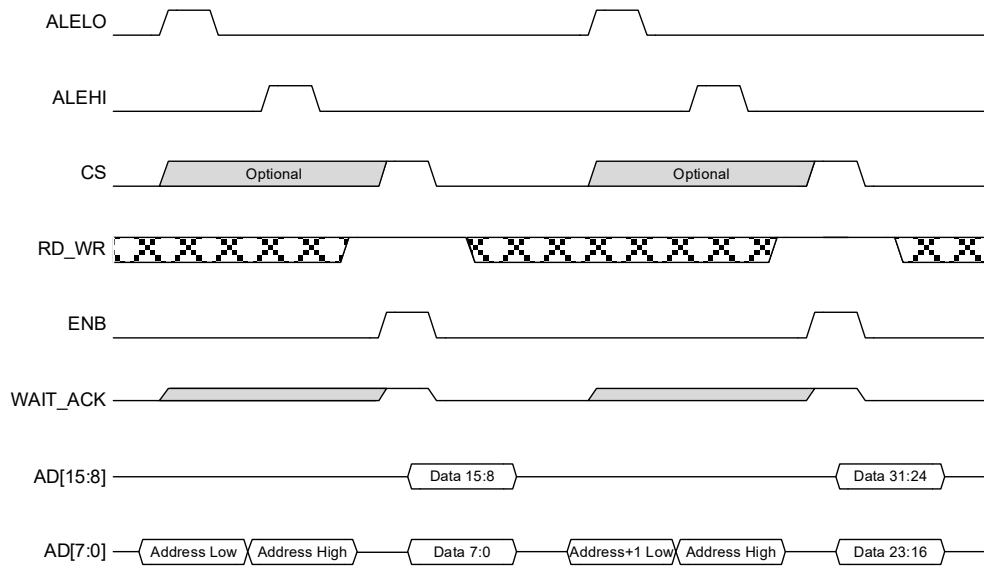 ALELO
ALEHI
CS Optional Optional
RD_WR
ENB
WAIT_ACK
AD[15:8] Data 15:8 Data 31:24
AD[7:0] Address Low Address High Data 7:0 Address+1 Low Address High Data 23:16